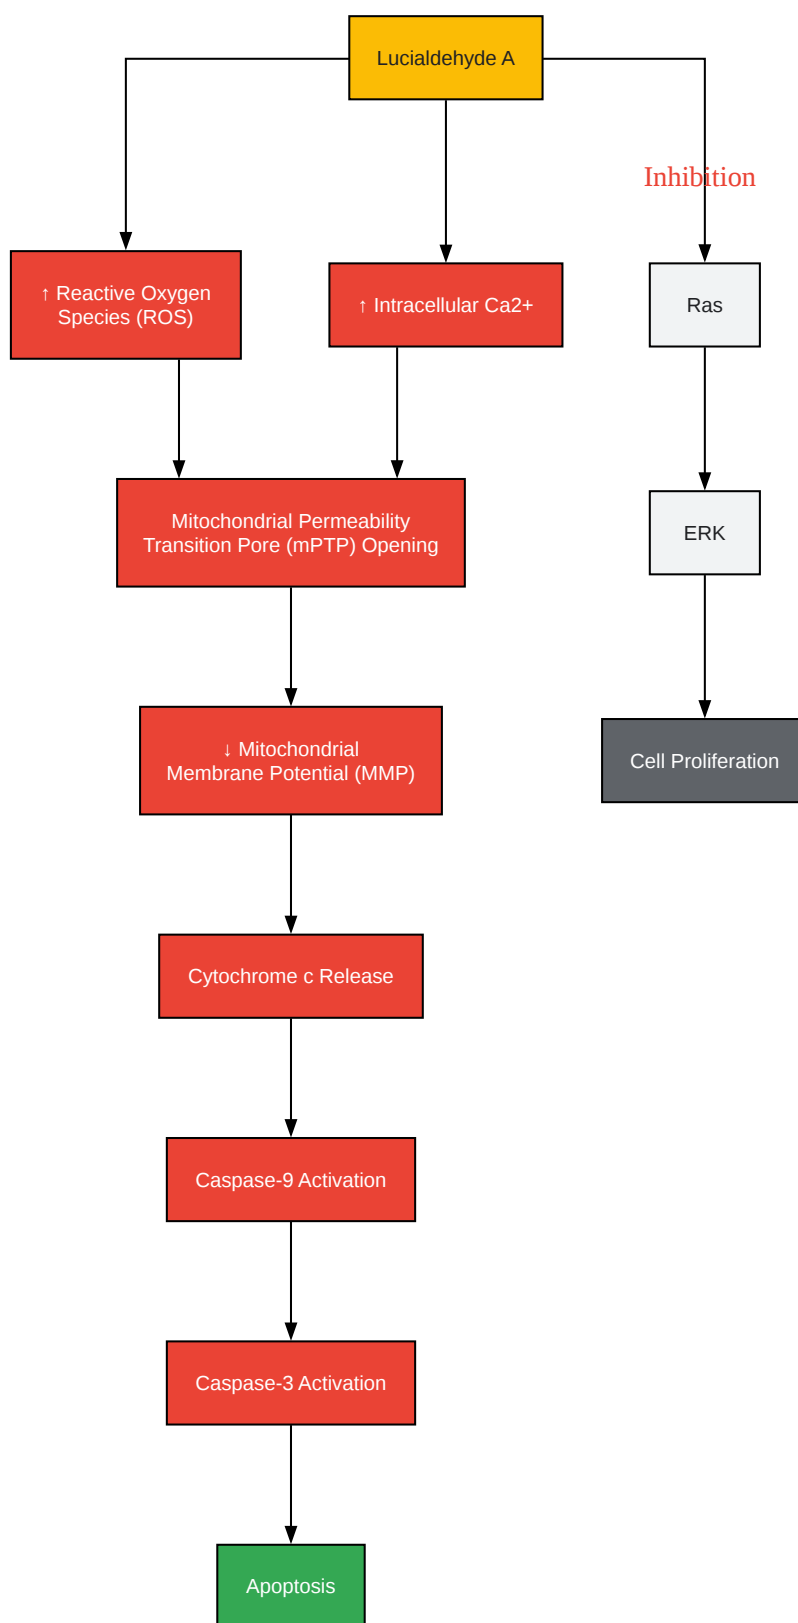 Lucialdehyde A
Inhibition
↑ Reactive Oxygen
Species (ROS)
↑ Intracellular Ca2+
Ras
Mitochondrial Permeability
Transition Pore (mPTP) Opening
ERK
↓ Mitochondrial
Membrane Potential (MMP)
Cell Proliferation
Cytochrome c Release
Caspase-9 Activation
Caspase-3 Activation
Apoptosis